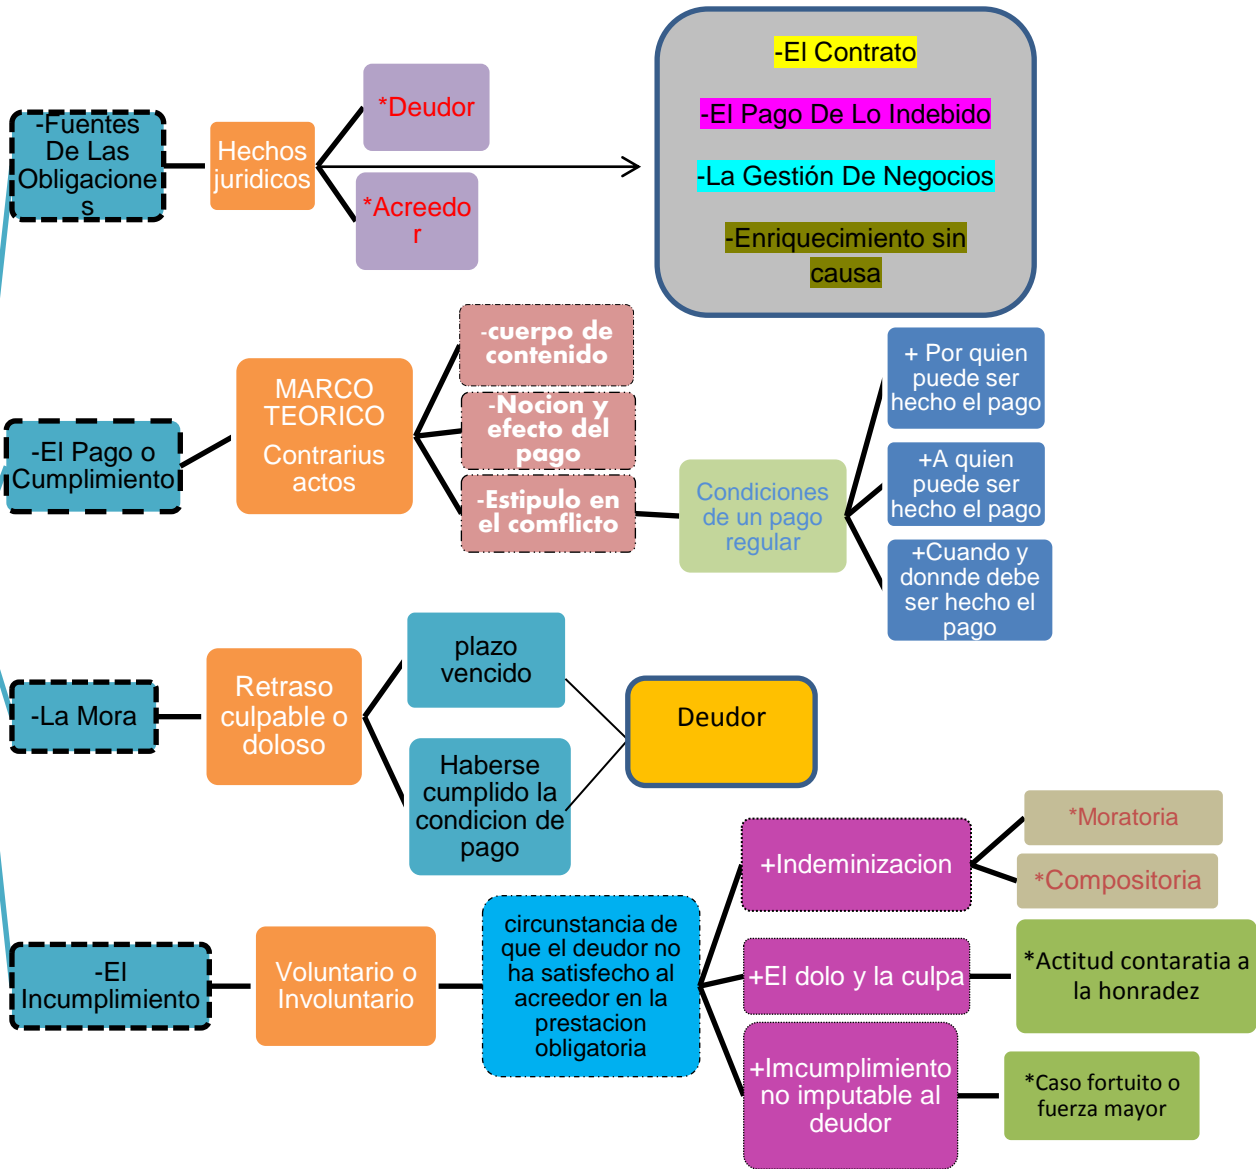 -Fuentes
De Las
Obligacione
s
Hechos
juridicos
*Deudor
*Acreedo
r
-El Contrato
-El Pago De Lo Indebido
-La Gestión De Negocios
-Enriquecimiento sin
causa
-El Pago o
Cumplimiento
MARCO
TEORICO
Contrarius
actos
-cuerpo de
contenido
-Nocion y
efecto del
pago
-Estipulo en
el comflicto
Condiciones
de un pago
regular
+ Por quien
puede ser
hecho el pago
+A quien
puede ser
hecho el pago
+Cuando y
donnde debe
ser hecho el
pago
-La Mora
Retraso
culpable o
doloso
plazo
vencido
Haberse
cumplido la
condicion de
pago
Deudor
-El
Incumplimiento
Voluntario o
Involuntario
circunstancia de
que el deudor no
ha satisfecho al
acreedor en la
prestacion
obligatoria
+Indeminizacion
*Moratoria
*Compositoria
+El dolo y la culpa
*Actitud contaratia a
la honradez
+Imcumplimiento
no imputable al
deudor
*Caso fortuito o
fuerza mayor